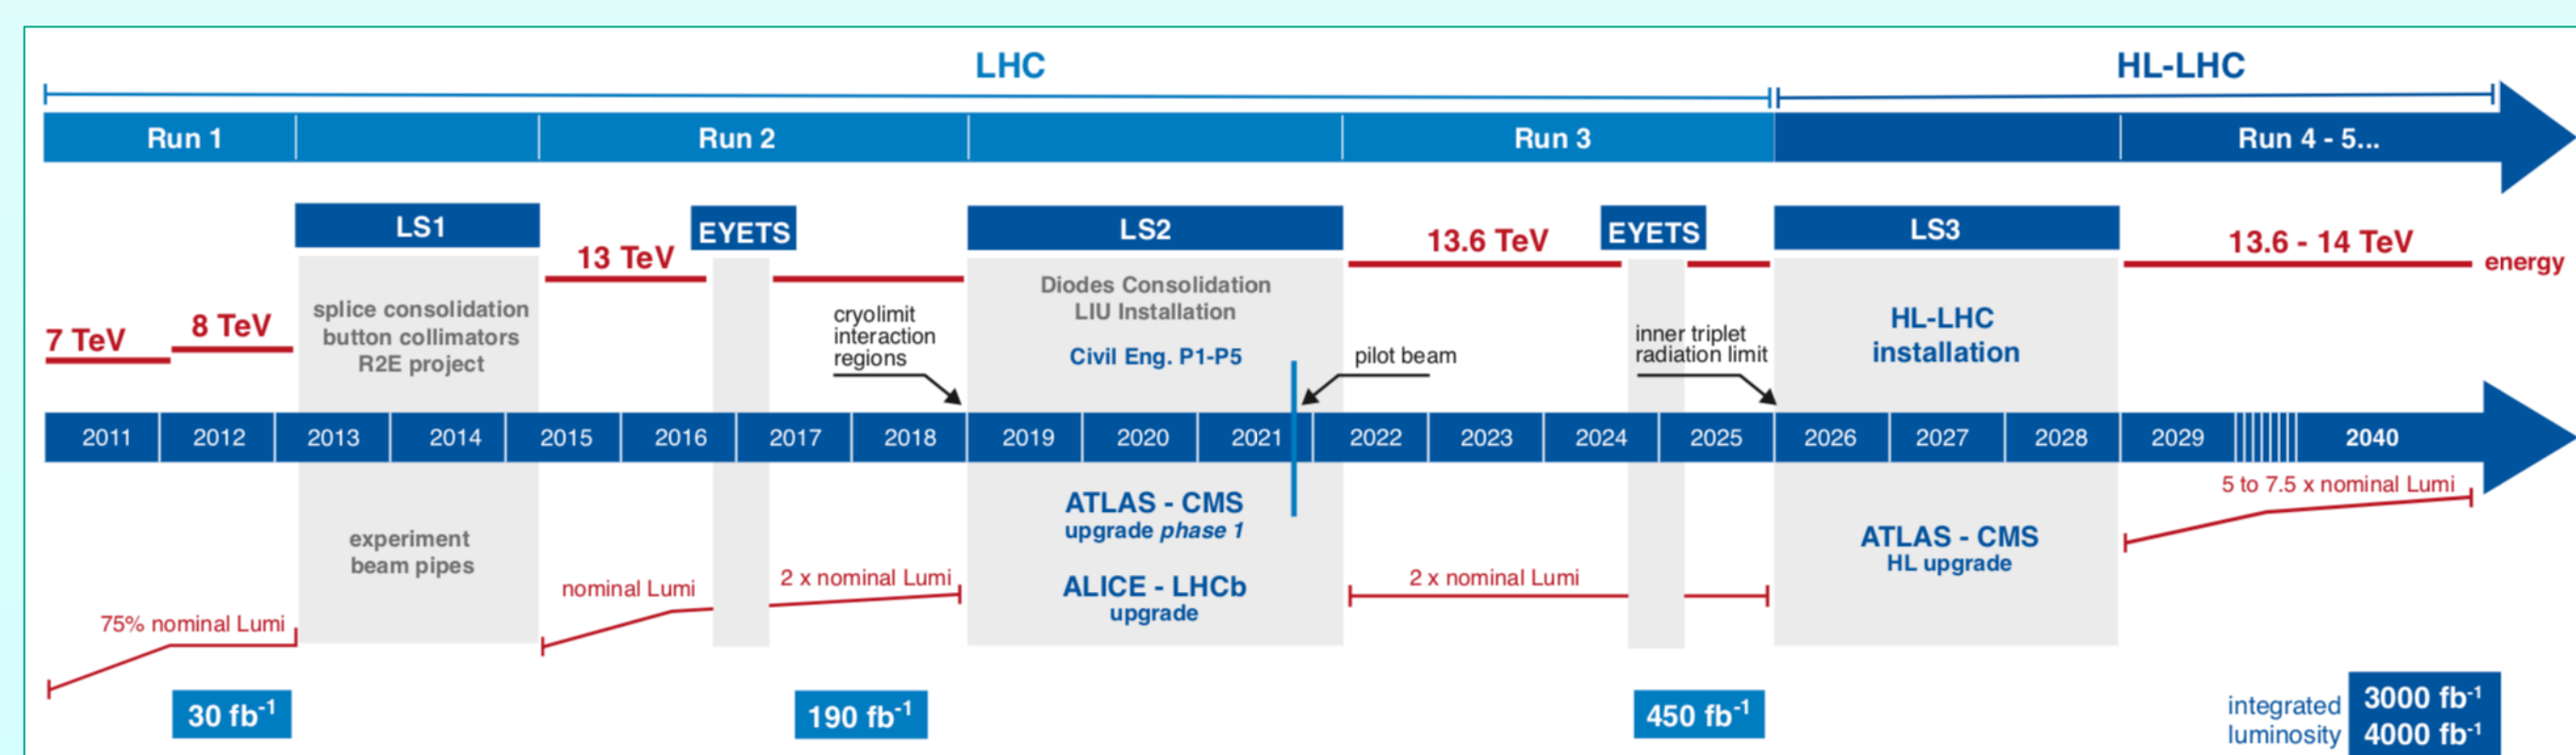 LHC
HL-LHC
Run 1
Run 2
Run 3
Run 4 - 5...
LS1
EYETS
LS2
EYETS
LS3
7 TeV
8 TeV
13 TeV
13.6 TeV
13.6 - 14 TeV
energy
splice consolidation
button collimators
R2E project
cryolimit
interaction
regions
Diodes Consolidation
LIU Installation
Civil Eng. P1-P5
pilot beam
inner triplet
radiation limit
HL-LHC
installation
2011 2012 2013 2014 2015 2016 2017 2018 2019 2020 2021 2022 2023 2024 2025 2026 2027 2028 2029 2040
experiment
beam pipes
ATLAS - CMS
upgrade phase 1
ALICE - LHCb
upgrade
ATLAS - CMS
HL upgrade
75% nominal Lumi
nominal Lumi
2 x nominal Lumi
2 x nominal Lumi
5 to 7.5 x nominal Lumi
30 fb-1
190 fb-1
450 fb-1
integrated
luminosity
3000 fb-1
4000 fb-1